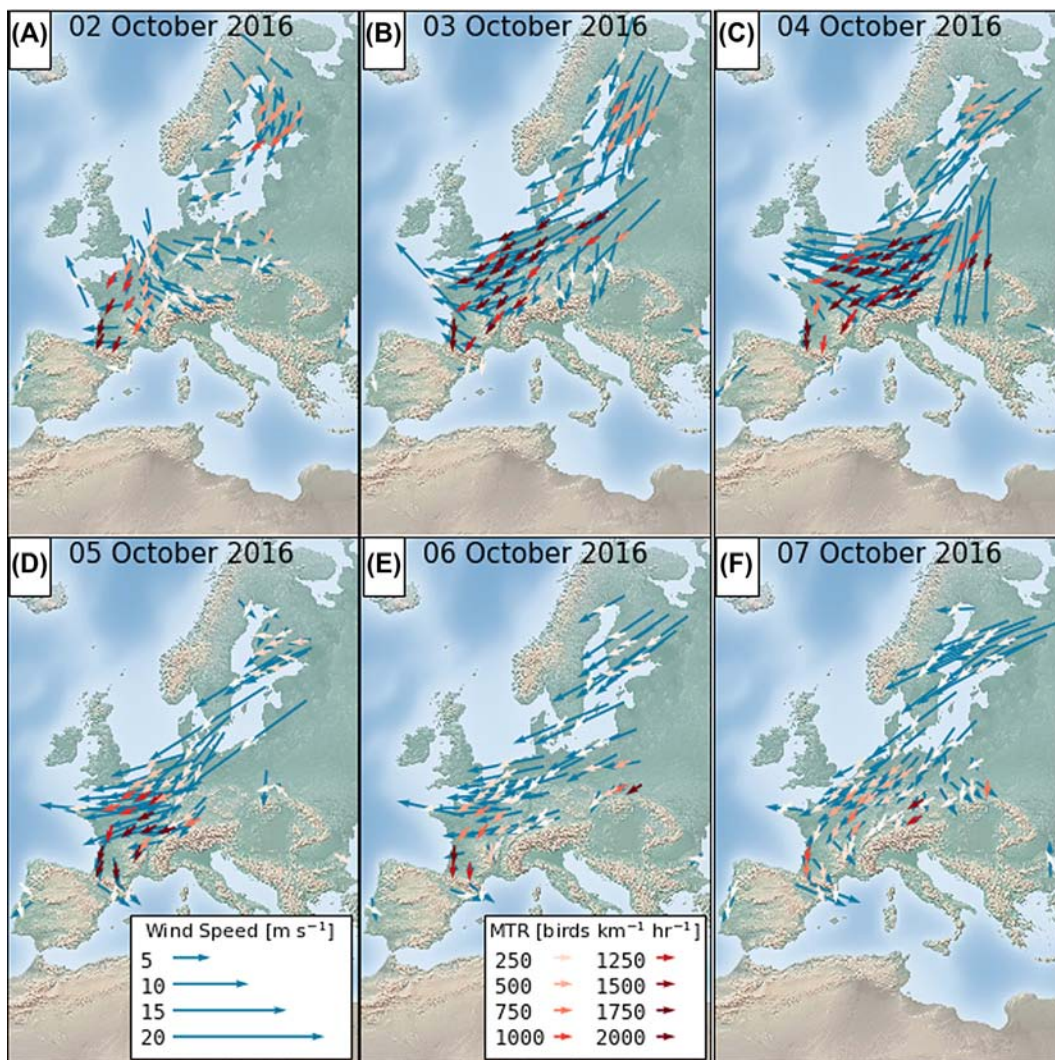 (A) 02 October 2016
(B) 03 October 2016
(C) 04 October 2016
(D) 05 October 2016
(E) 06 October 2016
(F) 07 October 2016
Wind Speed [m s⁻¹]
5
10
15
20
MTR [birds km⁻¹ hr⁻¹]
250 1250
500 1500
750 1750
1000 2000